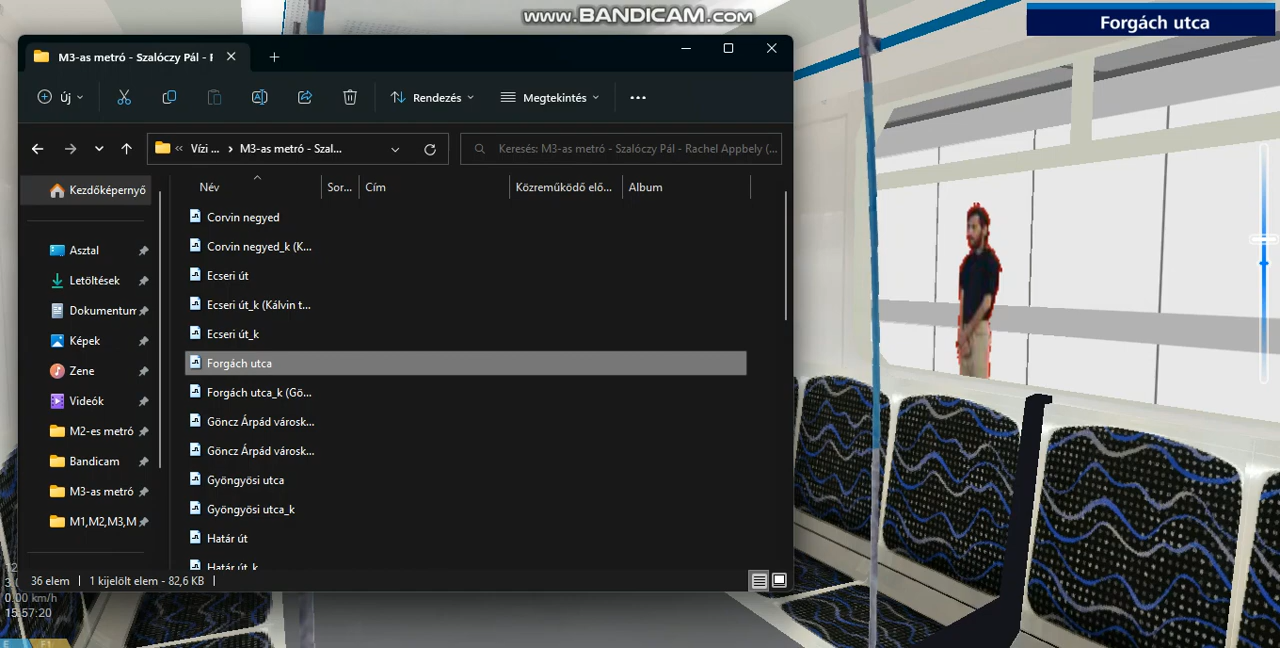 www.BANDICAM.com
Forgách utca
M3-as metró - Szalóczy Pál - F
Új
Rendezés
Megtekintés
Vízi ...
M3-as metró - Szal...
Keresés: M3-as metró - Szalóczy Pál - Rachel Appbely (...
Kezdőképernyő
Név
Sor...
Cím
Közreműködő elő...
Album
Corvin negyed
Corvin negyed_k (K...
Asztal
Ecseri út
Letöltések
Ecseri út_k (Kálvin t...
Dokumentum
Ecseri út_k
Képek
Forgách utca
Zene
Forgách utca_k (Gö...
Videók
Göncz Árpád városk...
M2-es metró
Göncz Árpád városk...
Bandicam
Gyöngyösi utca
M3-as metró
Gyöngyösi utca_k
M1,M2,M3,M
Határ út
Határ út_k
36 elem
1 kijelölt elem - 82,6 KB
0.00 km/h
15:57:20
E
F1